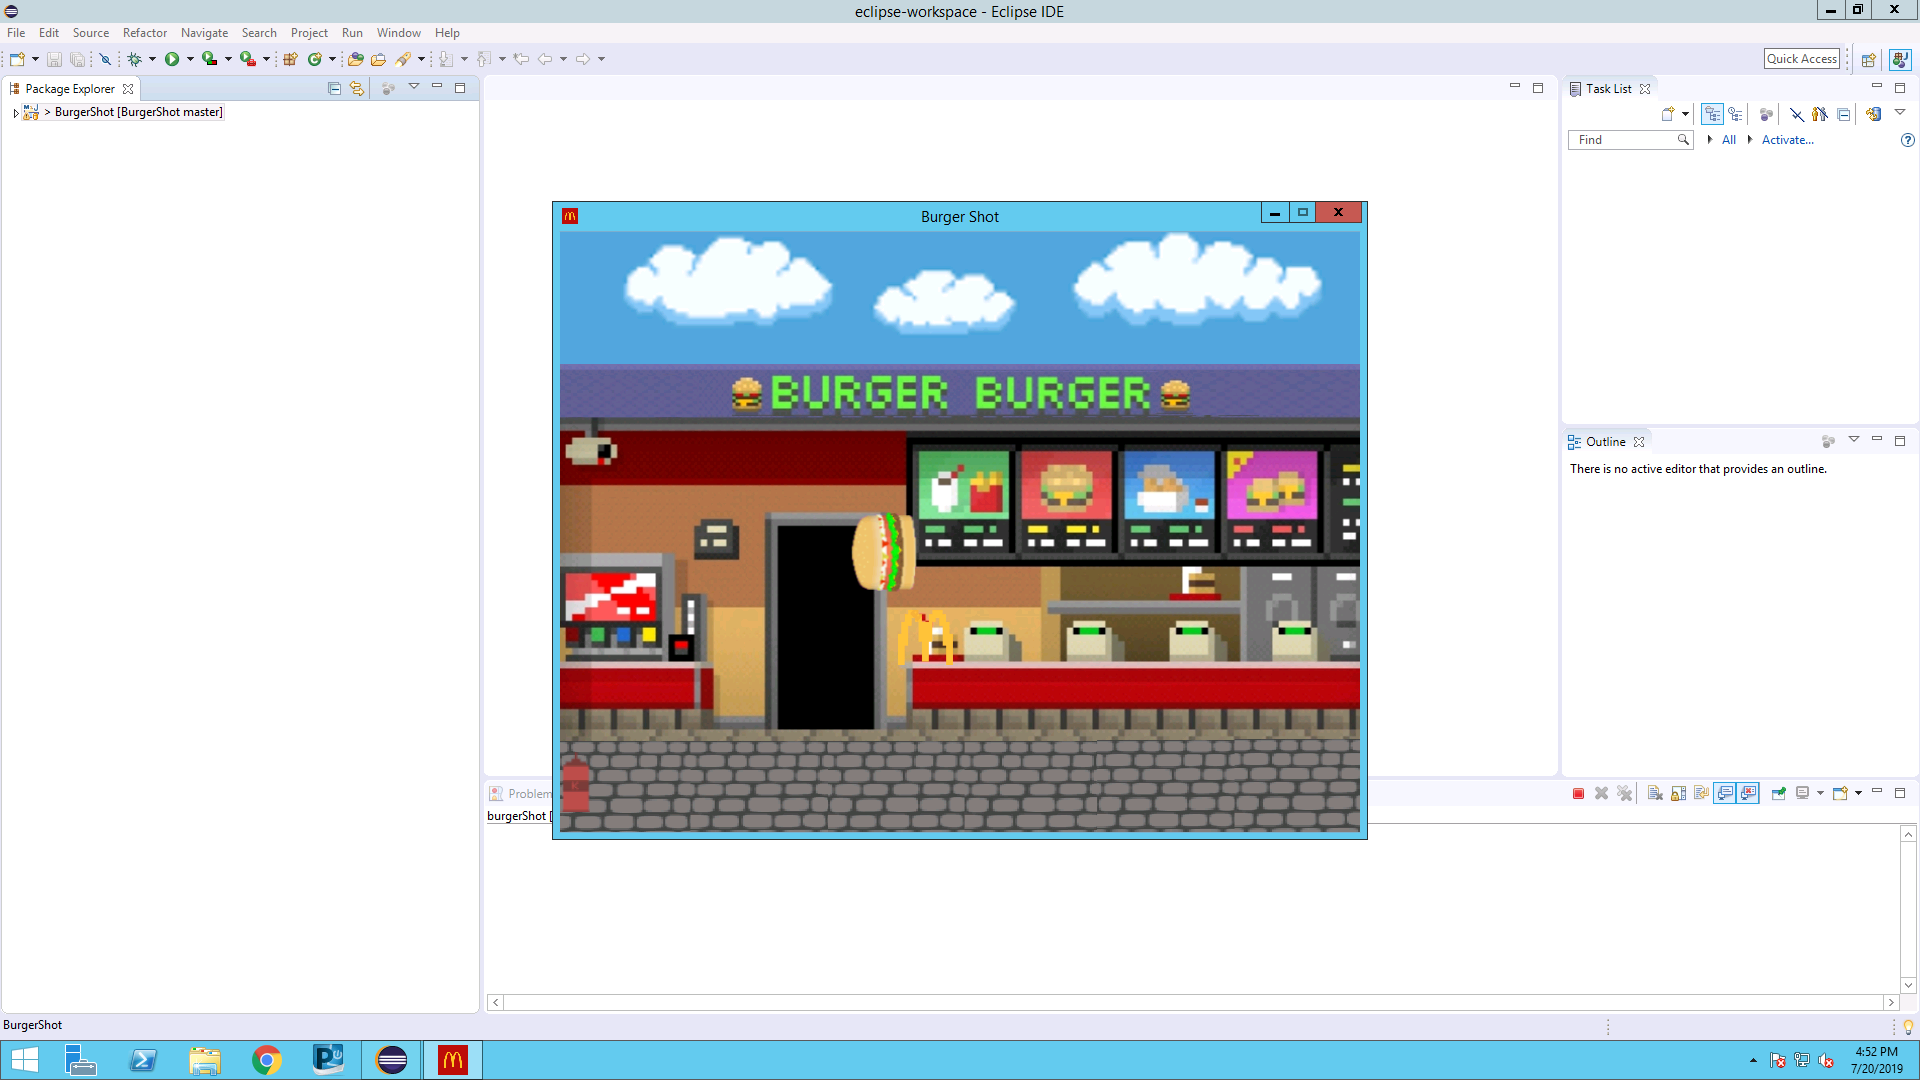 eclipse-workspace - Eclipse IDE
File Edit Source Refactor Navigate Search Project Run Window Help
Quick Access
Package Explorer
> BurgerShot [BurgerShot master]
Task List
Find
All
Activate...
Burger Shot
BURGER BURGER
Outline
There is no active editor that provides an outline.
Problem
burgerShot [
BurgerShot
4:52 PM
7/20/2019